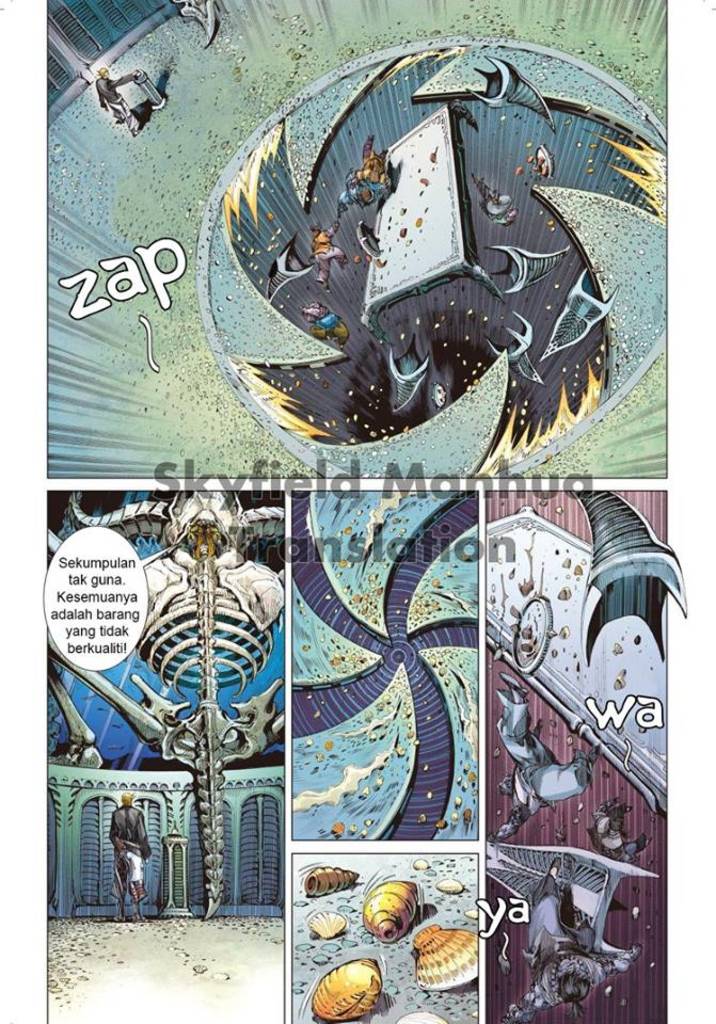 zap
Skyfield Manhua
Translation
Sekumpulan
tak guna.
Kesemuanya
adalah barang
yang tidak
berkualiti!
wa
ya